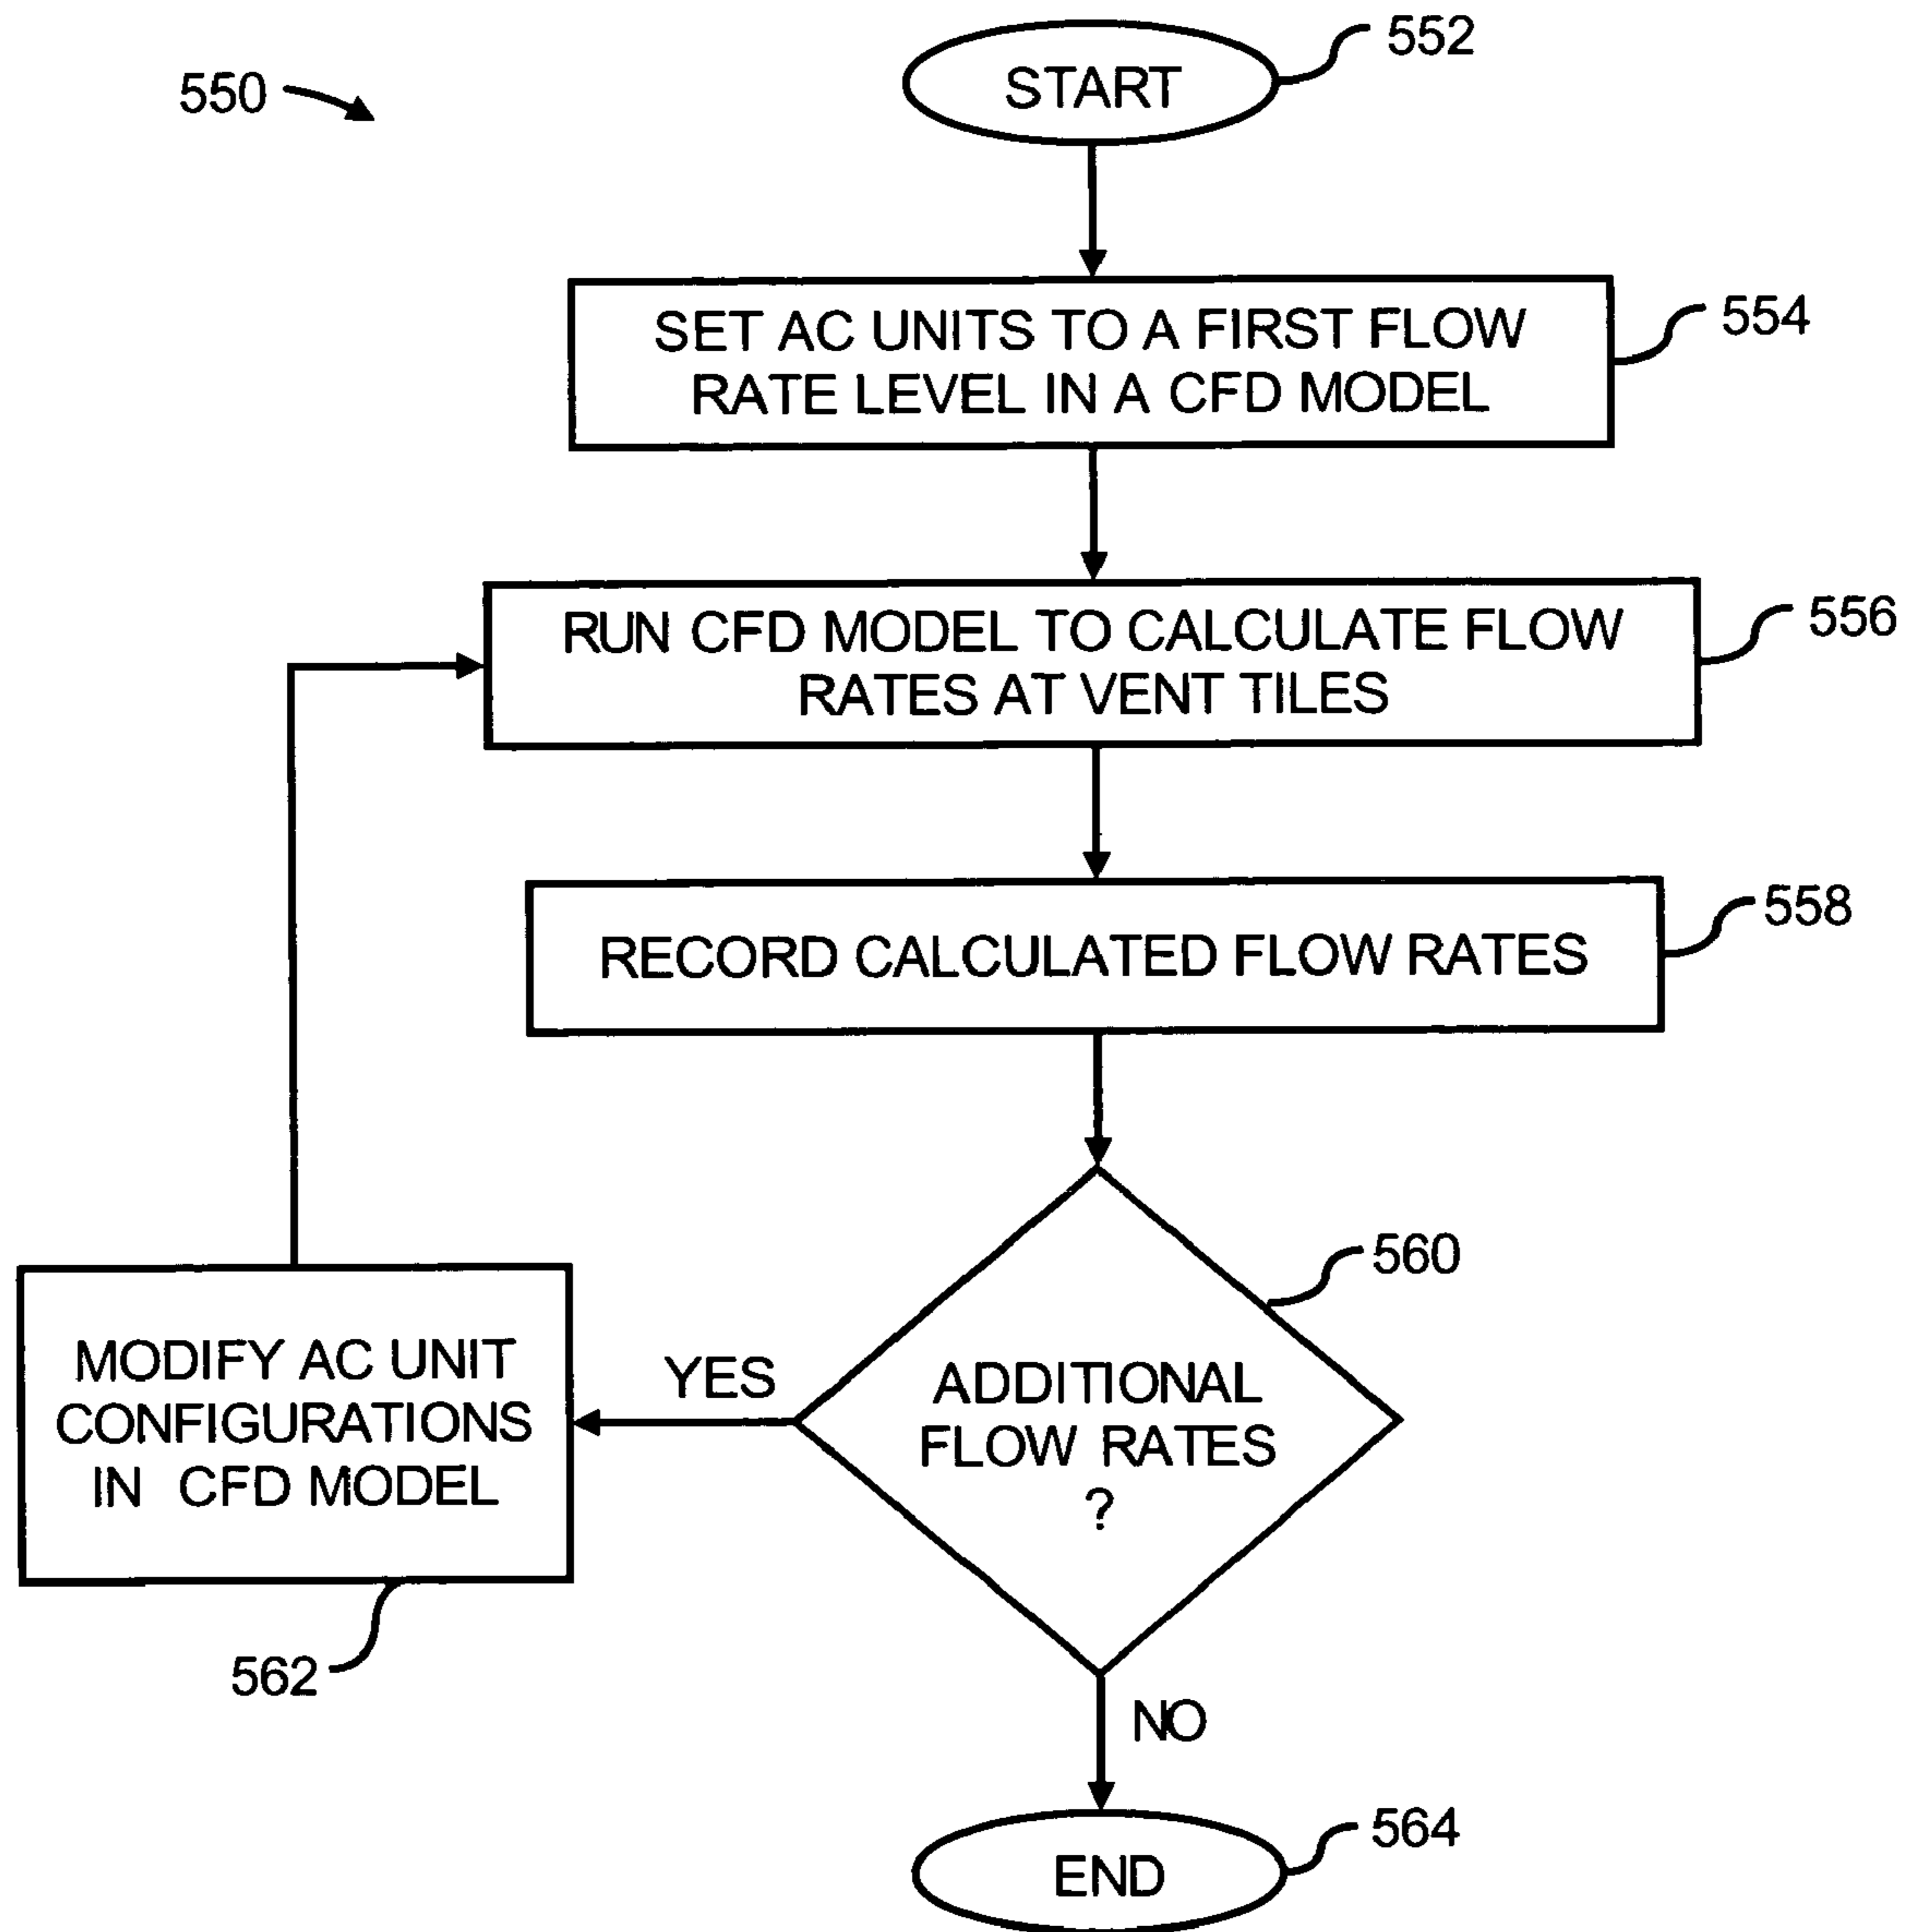 550
START
552
SET AC UNITS TO A FIRST FLOW
RATE LEVEL IN A CFD MODEL
554
RUN CFD MODEL TO CALCULATE FLOW
RATES AT VENT TILES
556
RECORD CALCULATED FLOW RATES
558
ADDITIONAL
FLOW RATES
?
560
YES
MODIFY AC UNIT
CONFIGURATIONS
IN CFD MODEL
562
NO
END
564